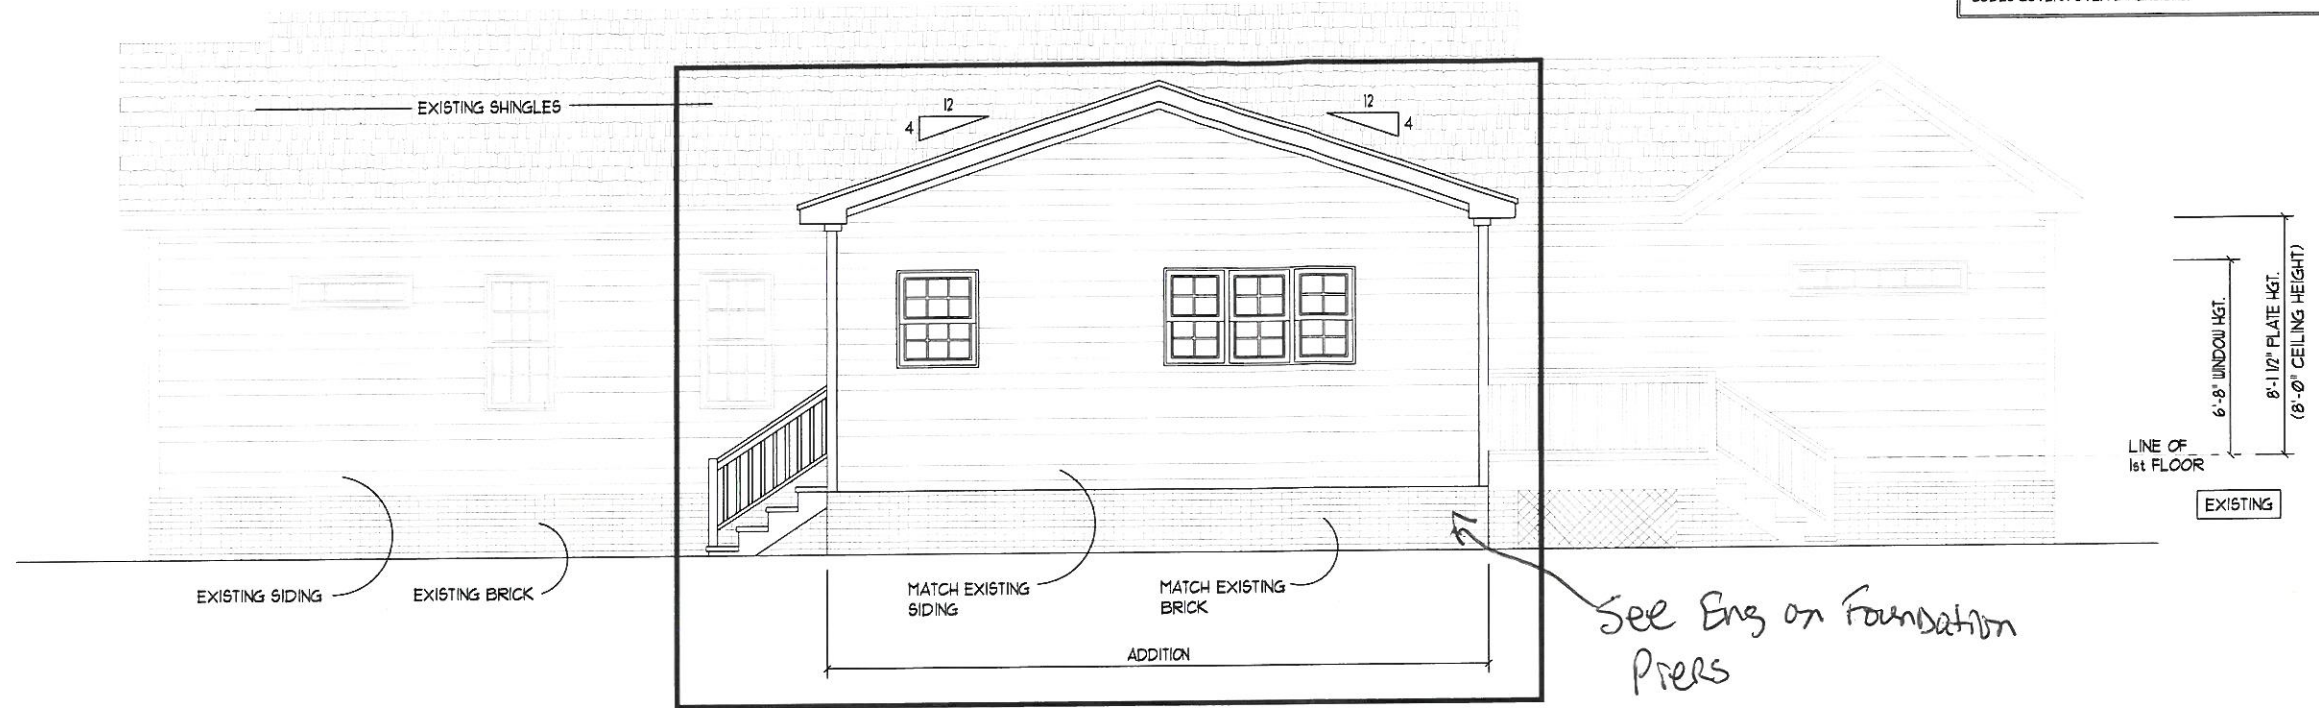 EXISTING SHINGLES
12
4
12
4
6'-8" WINDOW HGT.
8'-1 1/2" PLATE HGT.
(8'-0" CEILING HEIGHT)
LINE OF
1st FLOOR
EXISTING
EXISTING SIDING
EXISTING BRICK
MATCH EXISTING
SIDING
MATCH EXISTING
BRICK
ADDITION
See Eng on Foundation
Piers